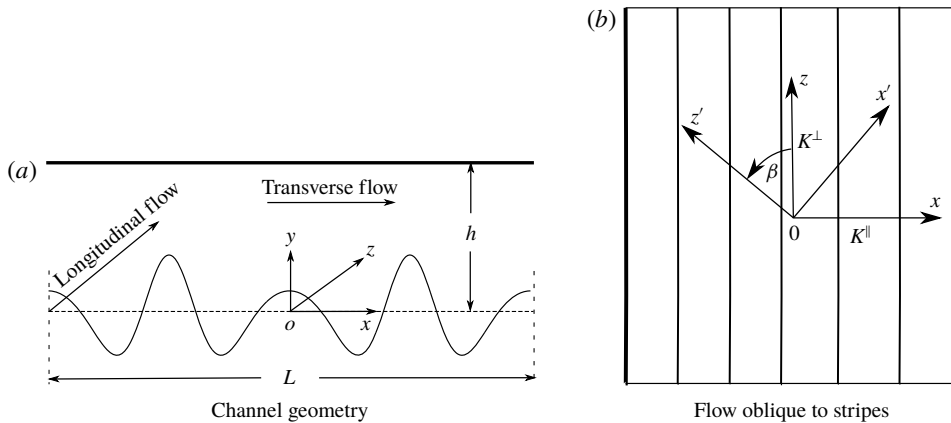 (a)
Longitudinal flow
Transverse flow
h
y
z
o
x
L
Channel geometry
(b)
z
x′
z′
K⊥
β
x
0
K∥
Flow oblique to stripes